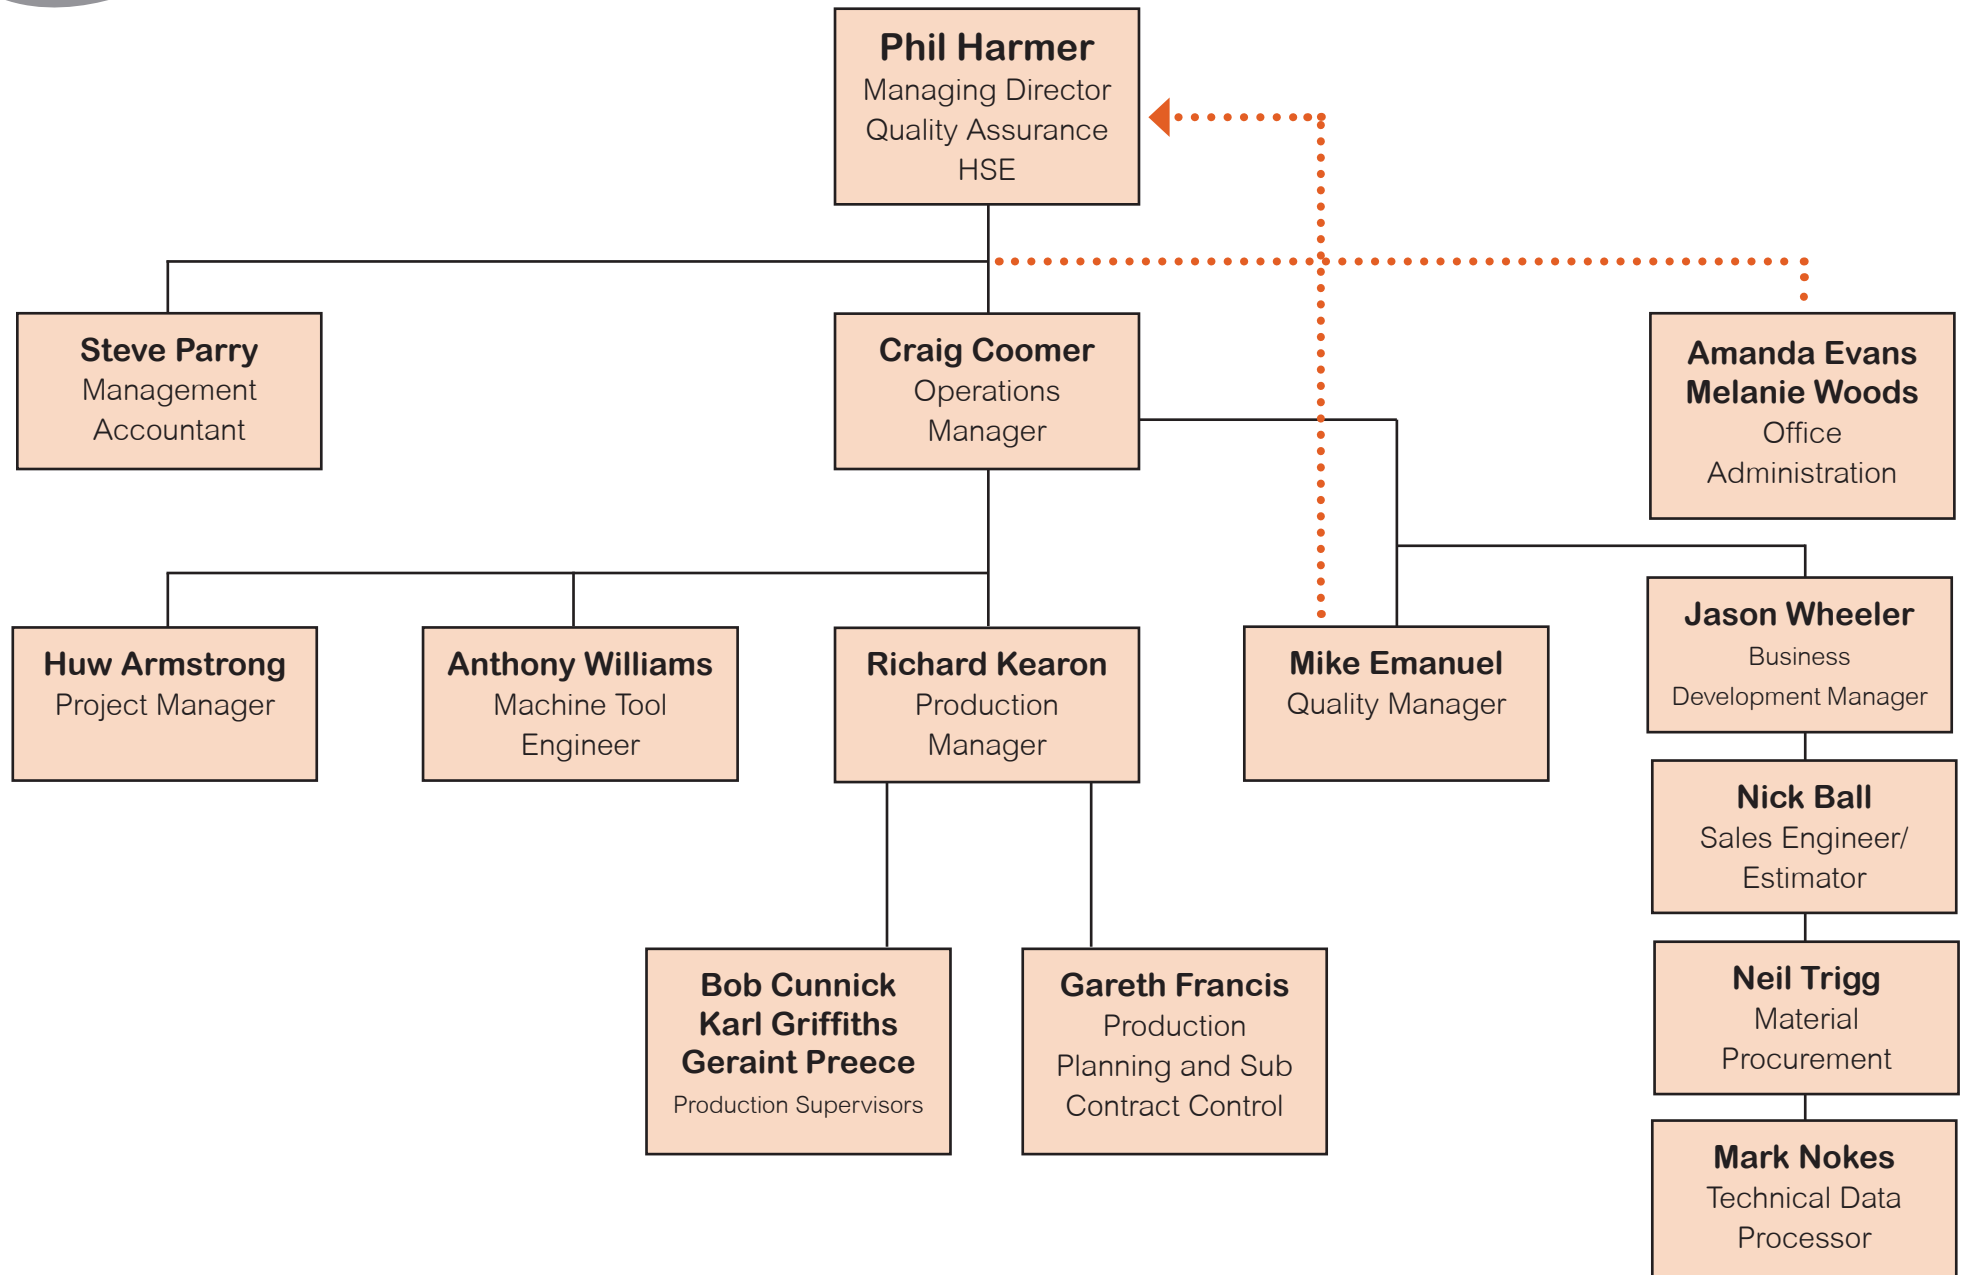 Phil Harmer
Managing Director
Quality Assurance
HSE
Steve Parry
Management
Accountant
Craig Coomer
Operations
Manager
Amanda Evans
Melanie Woods
Office
Administration
Huw Armstrong
Project Manager
Anthony Williams
Machine Tool
Engineer
Richard Kearon
Production
Manager
Mike Emanuel
Quality Manager
Jason Wheeler
Business
Development Manager
Nick Ball
Sales Engineer/
Estimator
Bob Cunnick
Karl Griffiths
Geraint Preece
Production Supervisors
Gareth Francis
Production
Planning and Sub
Contract Control
Neil Trigg
Material
Procurement
Mark Nokes
Technical Data
Processor